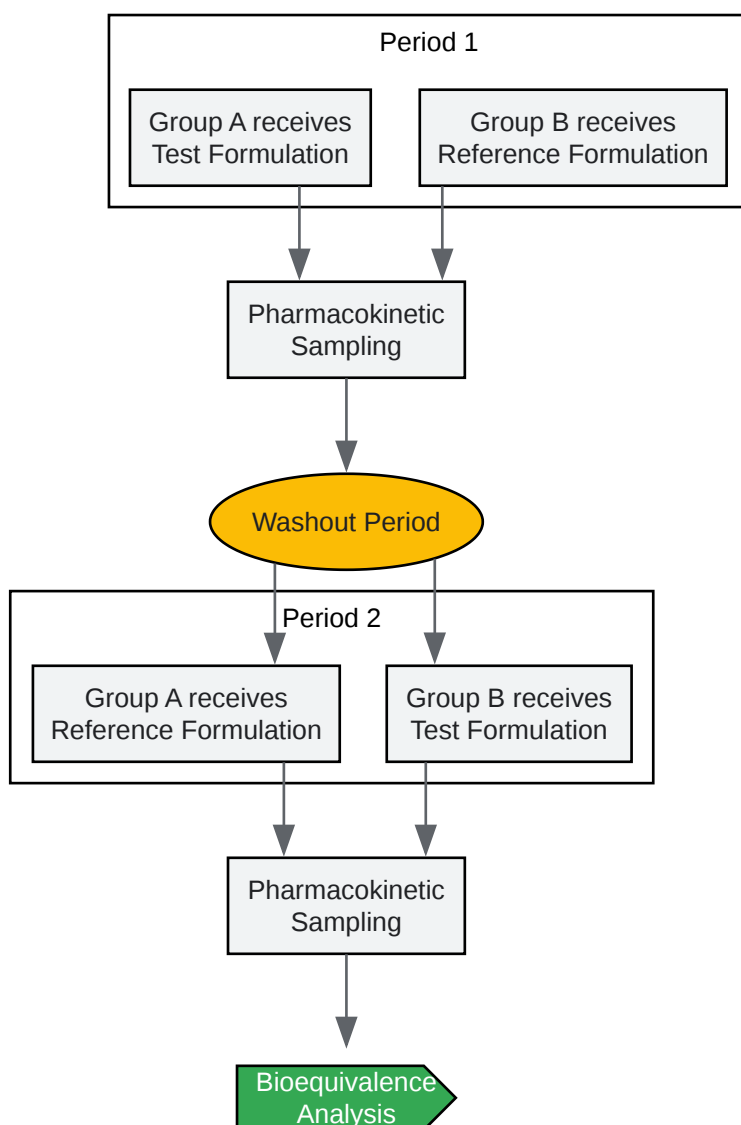 Period 1
Group A receives
Test Formulation
Group B receives
Reference Formulation
Pharmacokinetic
Sampling
Washout Period
Period 2
Group A receives
Reference Formulation
Group B receives
Test Formulation
Pharmacokinetic
Sampling
Bioequivalence
Analysis